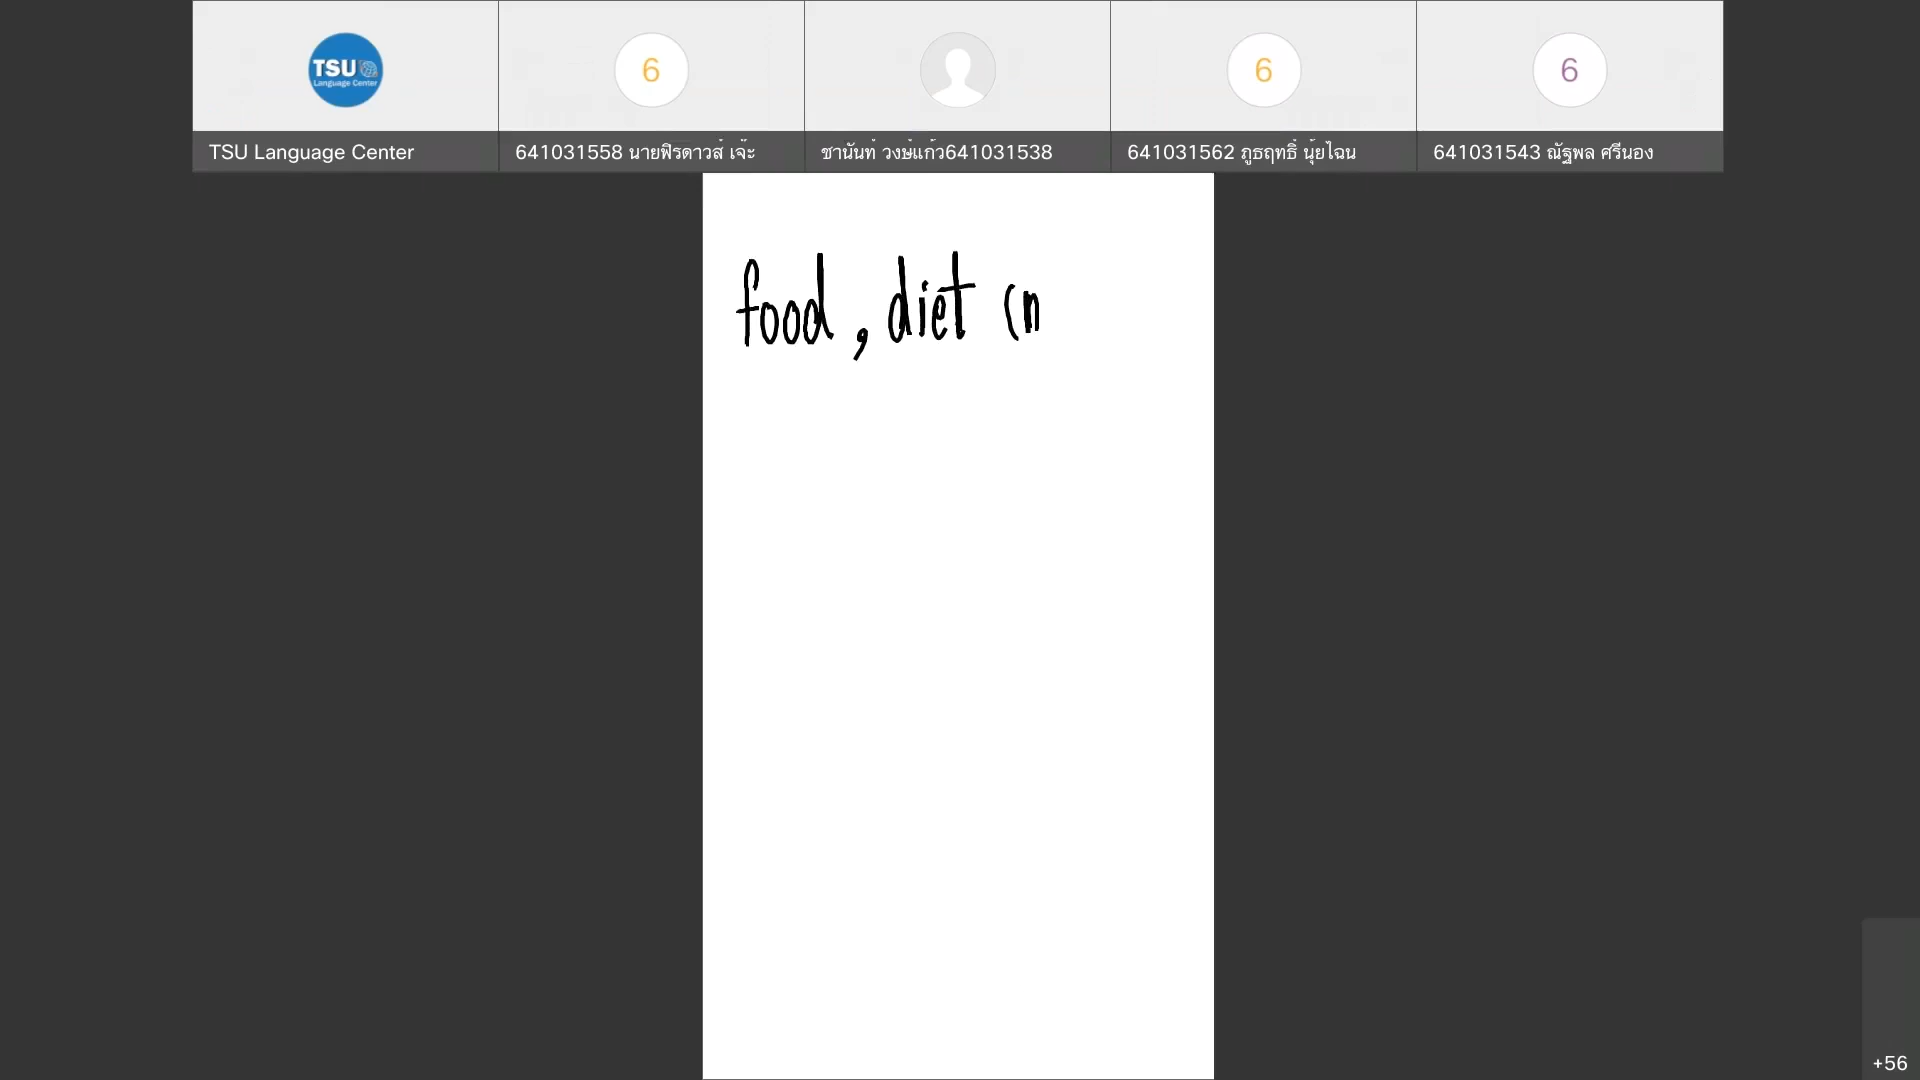 TSU
Language Center
6
6
6
TSU Language Center
641031558 นายฟิรดาวส์ เจ๊ะ
ชานันท์ วงษ์แก้ว641031538
641031562 ภูธฤทธิ์ นุ้ยไฉน
641031543 ณัฐพล ศรีนอง
food, diet (n
+56